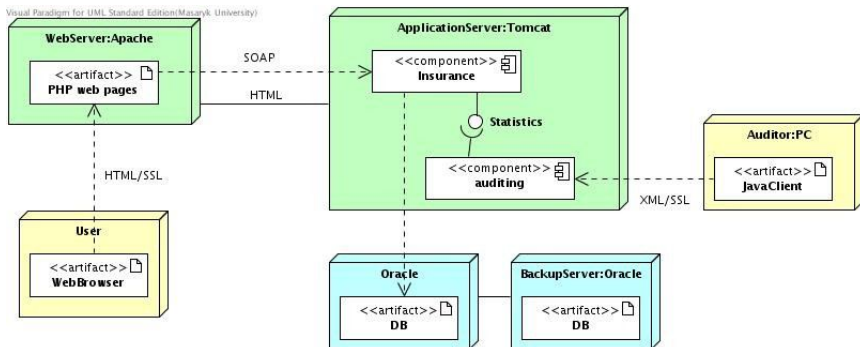 Visual Paradigm for UML Standard Edition(Masaryk University)
WebServer:Apache
<<artifact>>
PHP web pages
SOAP
HTML
ApplicationServer:Tomcat
<<component>>
Insurance
Statistics
<<component>>
auditing
Auditor:PC
<<artifact>>
JavaClient
XML/SSL
HTML/SSL
User
<<artifact>>
WebBrowser
Oracle
<<artifact>>
DB
BackupServer:Oracle
<<artifact>>
DB